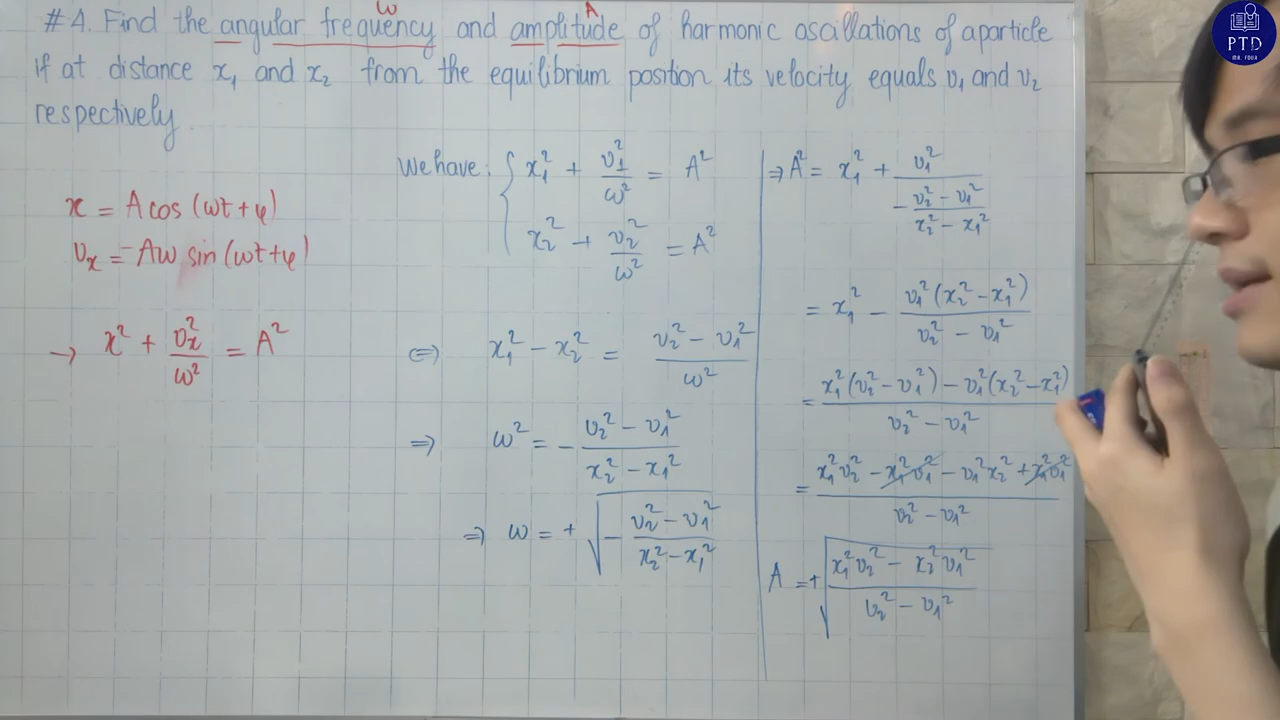 ω A
#4. Find the angular frequency and amplitude of harmonic oscillations of a particle
if at distance x₁ and x₂ from the equilibrium position its velocity equals v₁ and v₂
respectively.
x = A cos (ωt + φ)
vₓ = -Aω sin (ωt + φ)
→ x² + vₓ²/ω² = A²
We have: { x₁² + v₁²/ω² = A²
x₂² + v₂²/ω² = A²
⇔ x₁² - x₂² = (v₂² - v₁²)/ω²
⇒ ω² = - (v₂² - v₁²)/(x₂² - x₁²)
⇒ ω = + √(- (v₂² - v₁²)/(x₂² - x₁²))
⇒ A² = x₁² + v₁²/(- (v₂² - v₁²)/(x₂² - x₁²))
= x₁² - v₁²(x₂² - x₁²)/(v₂² - v₁²)
= (x₁²(v₂² - v₁²) - v₁²(x₂² - x₁²))/(v₂² - v₁²)
= (x₁²v₂² - x₁²v₁² - v₁²x₂² + x₁²v₁²)/(v₂² - v₁²)
A = + √((x₁²v₂² - x₂²v₁²)/(v₂² - v₁²))
PTD
MR. PDHA